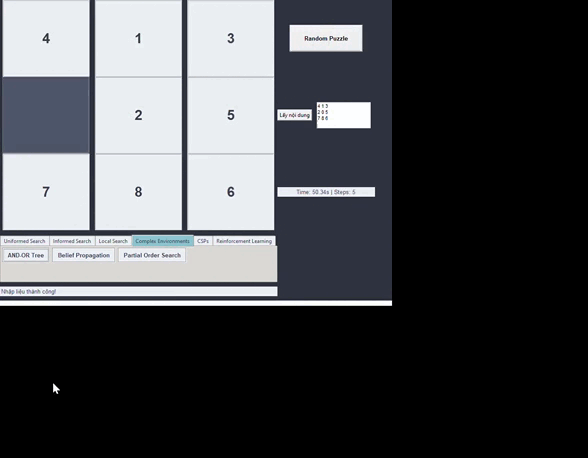 4 1 3
Random Puzzle
2 5
Lấy nội dung
4 1 3
2 0 5
7 8 6
7 8 6
Time: 50.34s | Steps: 5
Uniformed Search Informed Search Local Search Complex Environments CSPs Reinforcement Learning
AND-OR Tree Belief Propagation Partial Order Search
Nhập liệu thành công!